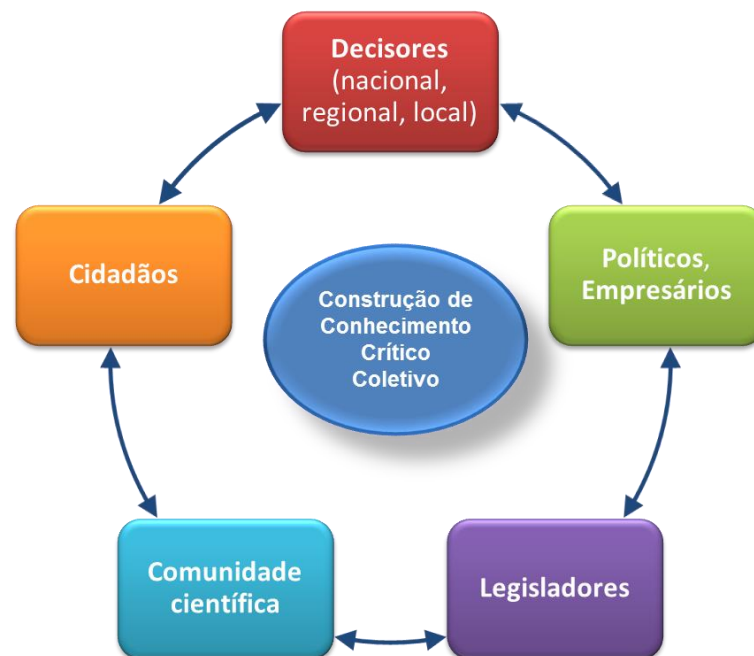 Decisores
(nacional,
regional, local)
Cidadãos
Políticos,
Empresários
Construção de
Conhecimento
Crítico
Coletivo
Comunidade
científica
Legisladores